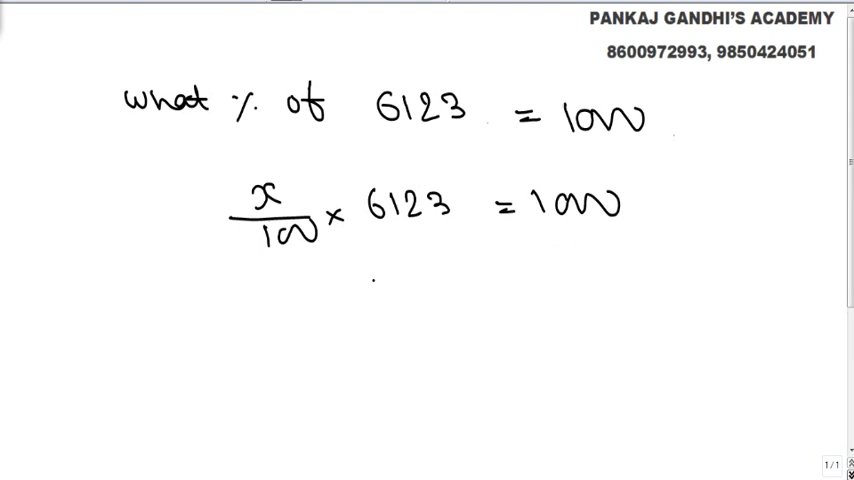 PANKAJ GANDHI'S ACADEMY
8600972993, 9850424051
what % of 6123 = 1000
x
100 × 6123 = 1000
1/1